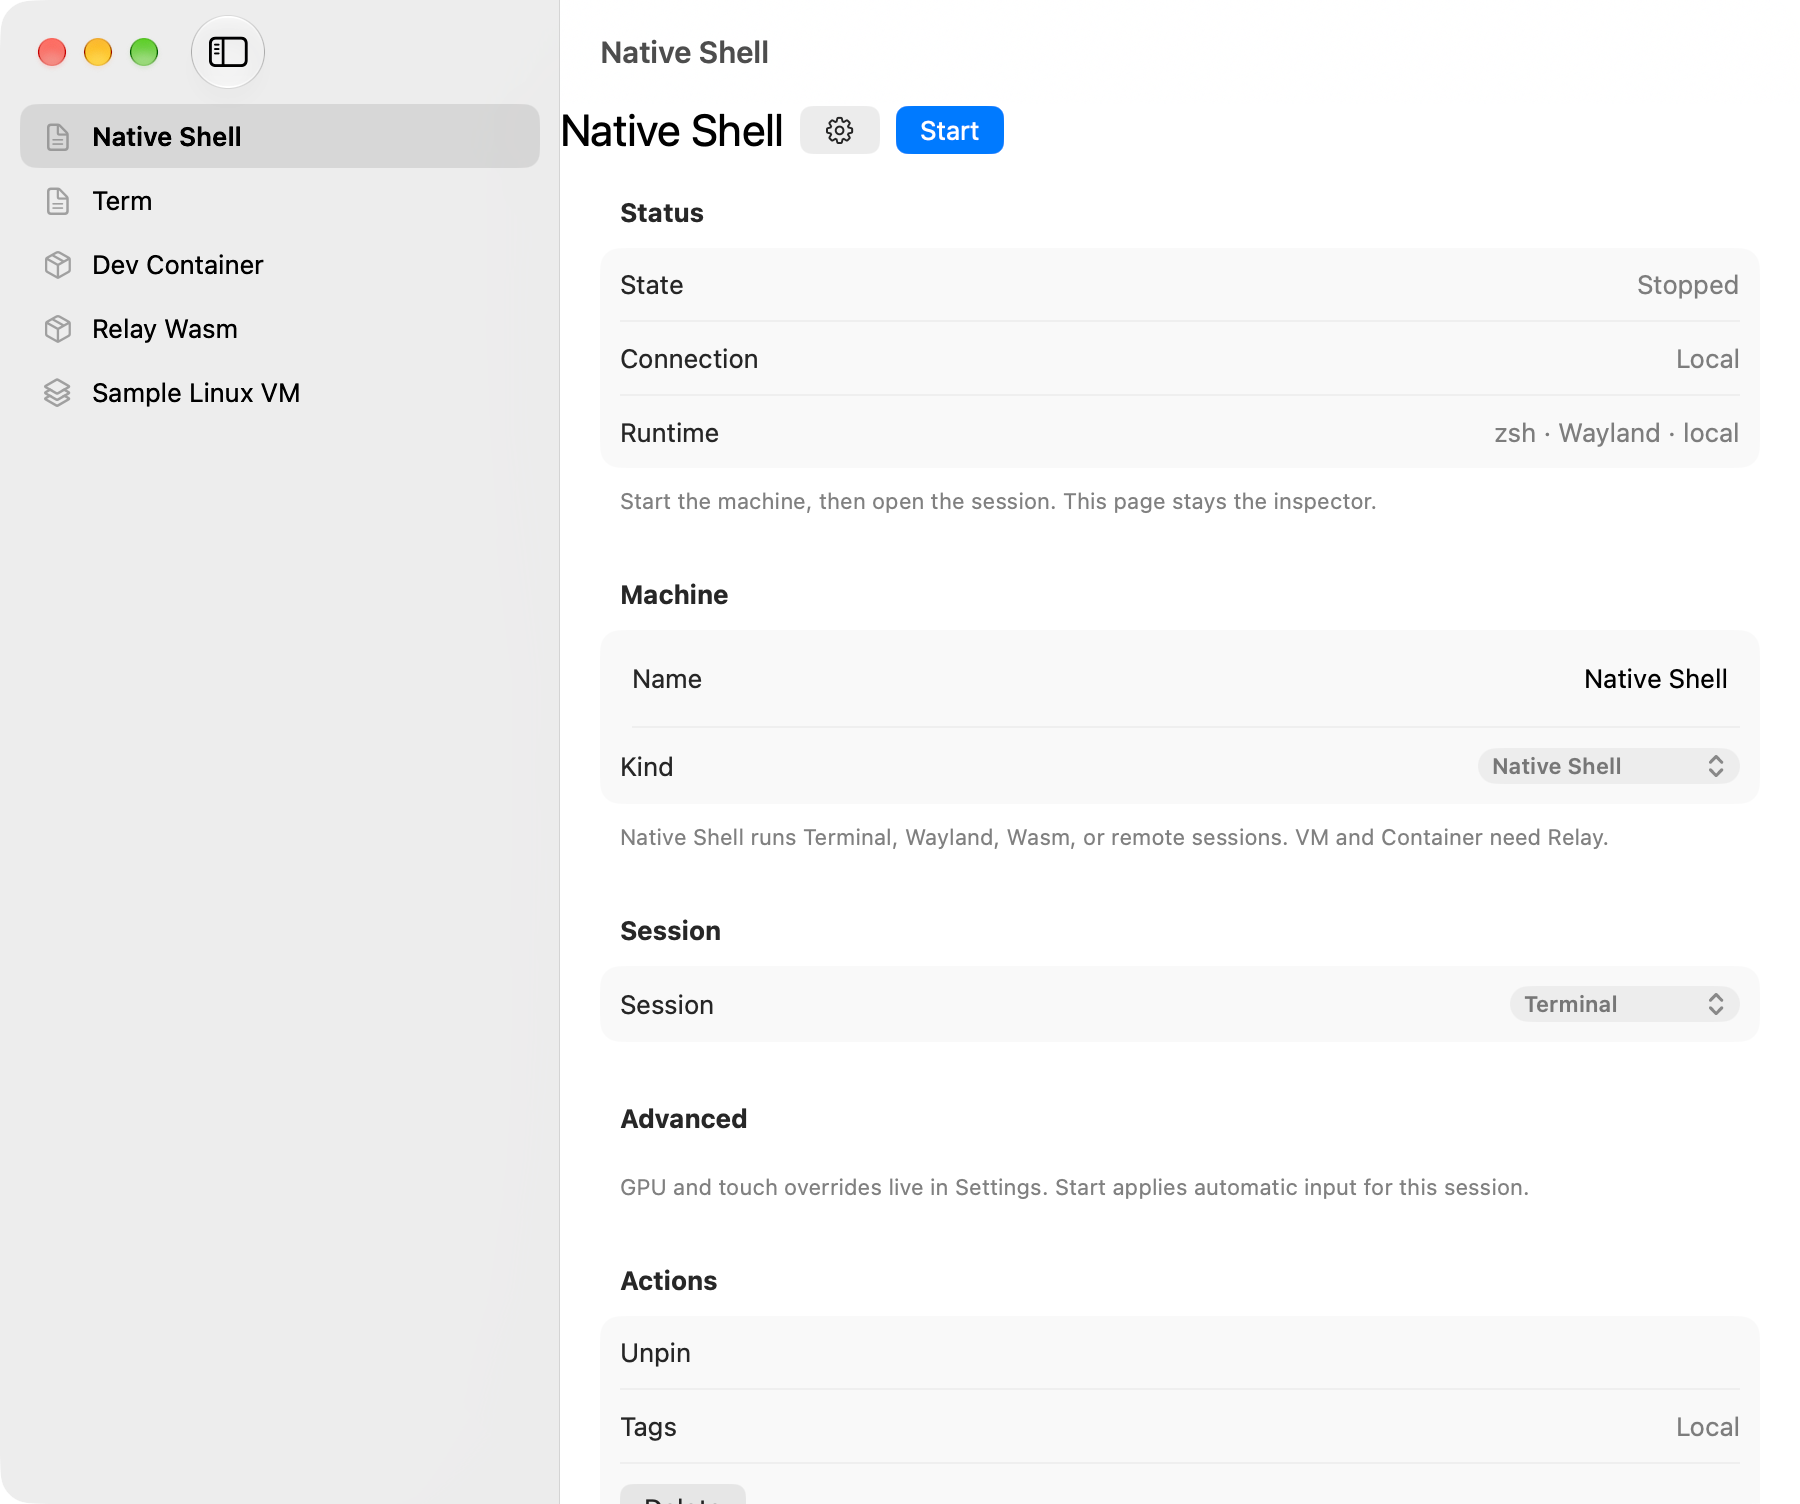 Native Shell
Term
Dev Container
Relay Wasm
Sample Linux VM
Native Shell
Native Shell Start
Status
State Stopped
Connection Local
Runtime zsh · Wayland · local
Start the machine, then open the session. This page stays the inspector.
Machine
Name Native Shell
Kind Native Shell
Native Shell runs Terminal, Wayland, Wasm, or remote sessions. VM and Container need Relay.
Session
Session Terminal
Advanced
GPU and touch overrides live in Settings. Start applies automatic input for this session.
Actions
Unpin
Tags Local
Delete